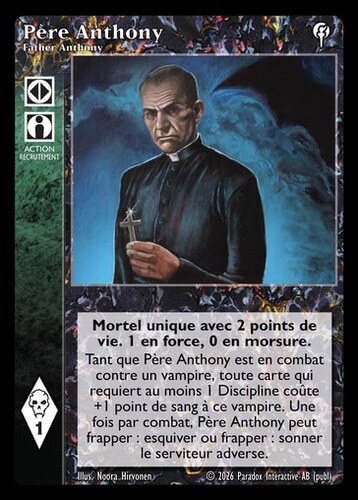 Père Anthony
Father Anthony
ACTION
RECRUTEMENT
Mortel unique avec 2 points de
vie. 1 en force, 0 en morsure.
Tant que Père Anthony est en combat
contre un vampire, toute carte qui
requiert au moins 1 Discipline coûte
+1 point de sang à ce vampire. Une
fois par combat, Père Anthony peut
frapper : esquiver ou frapper : sonner
le serviteur adverse.
1
Illus. Noora Hirvonen
© 2026 Paradox Interactive AB (publ)